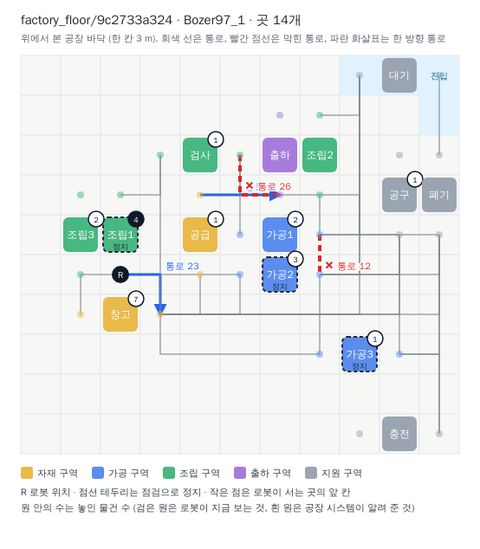 factory_floor/9c2733a324 · Bozer97_1 · 곳 14개
위에서 본 공장 바닥 (한 칸 3 m). 회색 선은 통로, 빨간 점선은 막힌 통로, 파란 화살표는 한 방향 통로
대기
검사 1
출하
조립2
✕ 통로 26
공구 1
폐기
조립3 2
조립1 4
정지
공급 1
가공1 2
R
통로 23
가공2 3
정지
✕ 통로 12
창고 7
가공3 1
정지
충전
자재 구역
가공 구역
조립 구역
출하 구역
지원 구역
R 로봇 위치 · 점선 테두리는 점검으로 정지 · 작은 점은 로봇이 서는 곳의 앞 칸
원 안의 수는 놓인 물건 수 (검은 원은 로봇이 지금 보는 것, 흰 원은 공장 시스템이 알려 준 것)